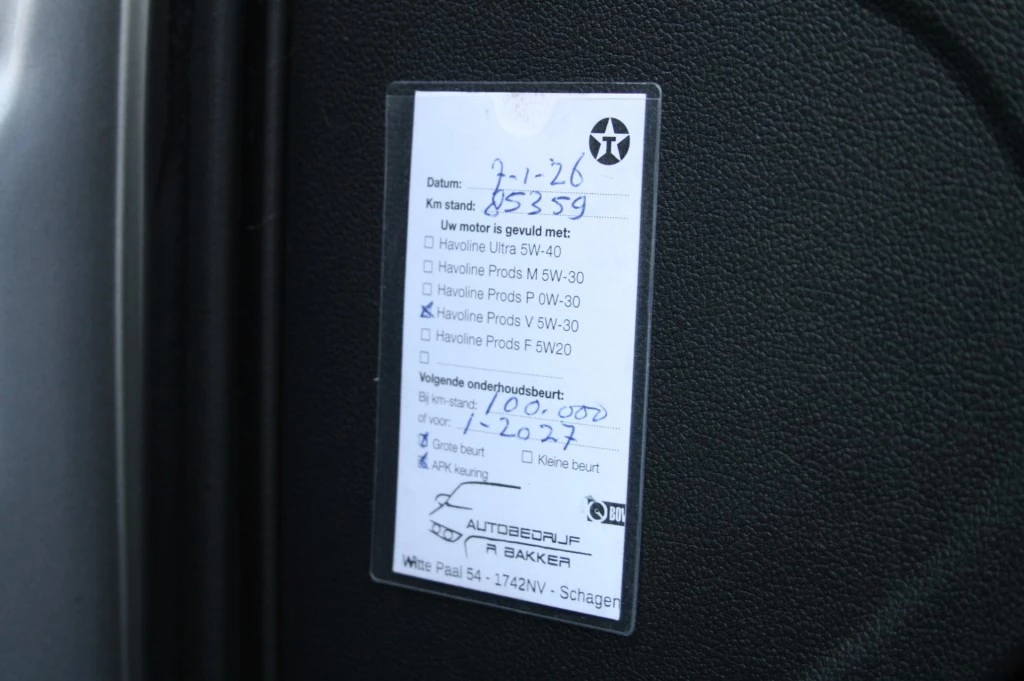 T
Datum: 7-1-'26
Km stand: 85359
Uw motor is gevuld met:
Havoline Ultra 5W-40
Havoline Prods M 5W-30
Havoline Prods P 0W-30
Havoline Prods V 5W-30
Havoline Prods F 5W20
Volgende onderhoudsbeurt:
Bij km-stand: 100.000
of voor: 1-2027
Grote beurt Kleine beurt
APK keuring
BOV
AUTOBEDRIJF
R BAKKER
Witte Paal 54 - 1742NV - Schagen